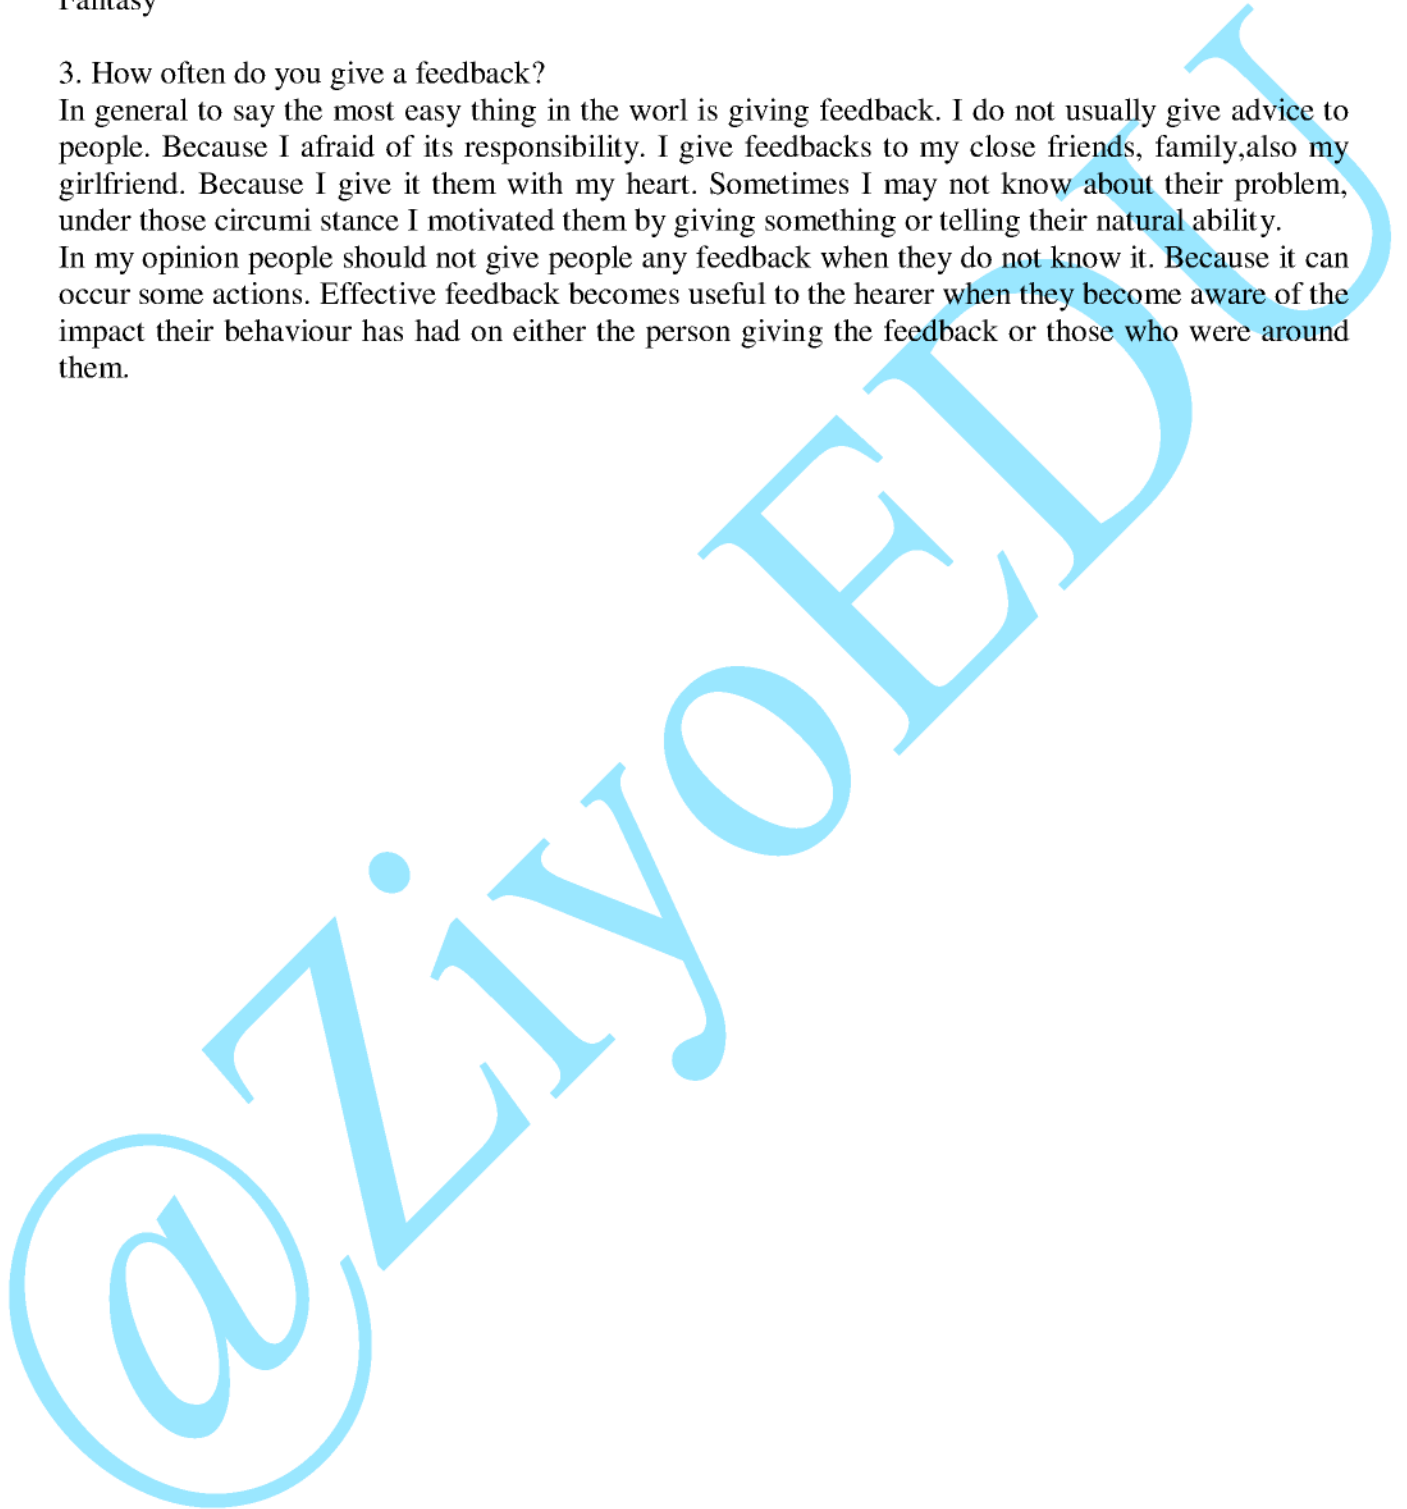 Fantasy
3. How often do you give a feedback?
In general to say the most easy thing in the worl is giving feedback. I do not usually give advice to
people. Because I afraid of its responsibility. I give feedbacks to my close friends, family,also my
girlfriend. Because I give it them with my heart. Sometimes I may not know about their problem,
under those circumi stance I motivated them by giving something or telling their natural ability.
In my opinion people should not give people any feedback when they do not know it. Because it can
occur some actions. Effective feedback becomes useful to the hearer when they become aware of the
impact their behaviour has had on either the person giving the feedback or those who were around
them.
@ZiyoEDU